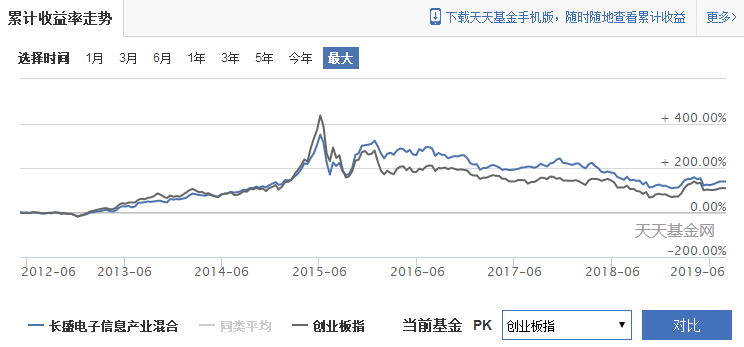 累计收益率走势
下载天天基金手机版，随时随地查看累计收益
更多>
选择时间 1月 3月 6月 1年 3年 5年 今年 最大
+ 400.00%
+ 200.00%
0.00%
天天基金网
-200.00%
2012-06 2013-06 2014-06 2015-06 2016-06 2017-06 2018-06 2019-06
长盛电子信息产业混合 同类平均 创业板指 当前基金 PK 创业板指 对比